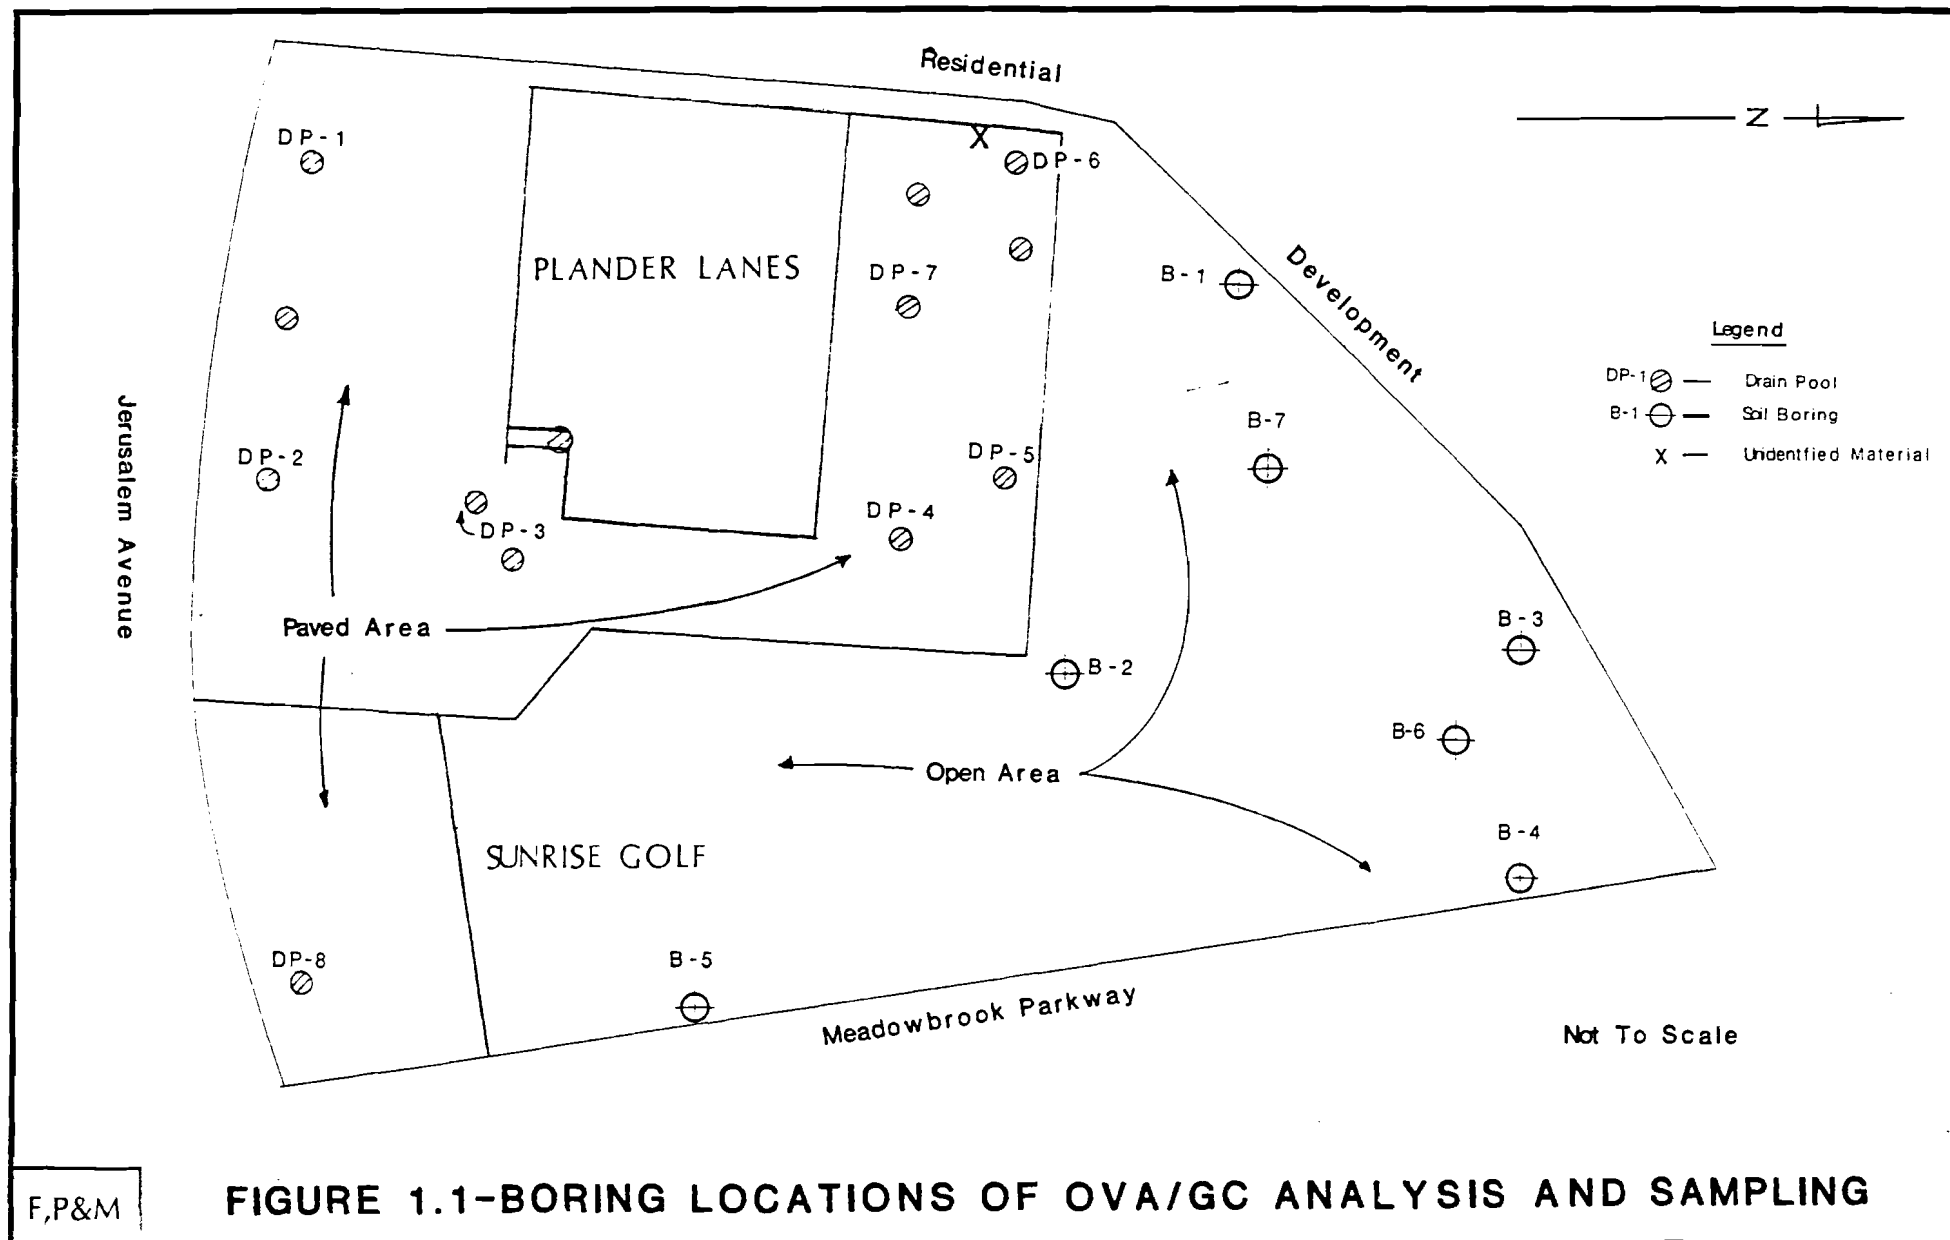 Residential
N
DP-1
DP-6
PLANDER LANES
DP-7
B-1
Development
Legend
DP-1 — Drain Pool
B-1 — Soil Boring
X — Unidentfied Material
X
Jerusalem Avenue
DP-2
B-7
DP-5
DP-4
DP-3
Paved Area
B-3
B-2
B-6
Open Area
B-4
SUNRISE GOLF
DP-8
B-5
Meadowbrook Parkway
Not To Scale
F,P&M
FIGURE 1.1-BORING LOCATIONS OF OVA/GC ANALYSIS AND SAMPLING